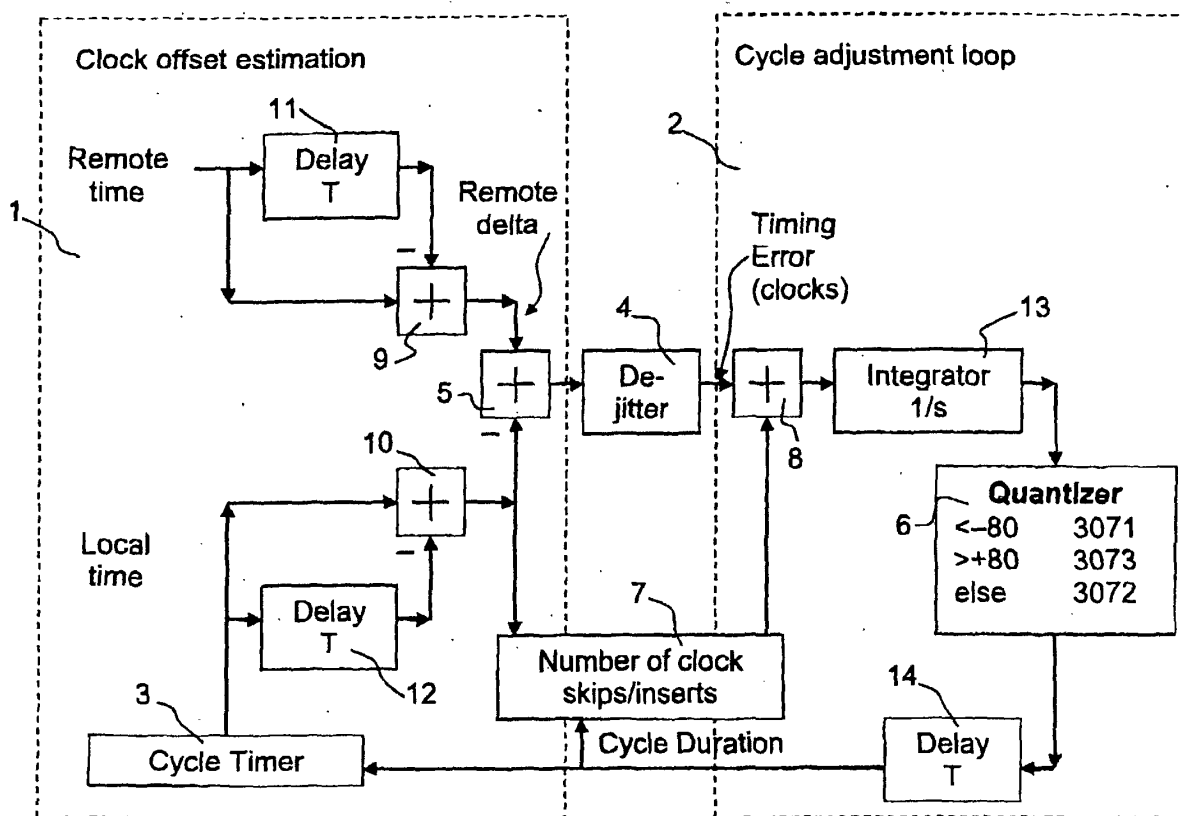 Clock offset estimation
Cycle adjustment loop
11
2
Remote
time
Delay
T
Remote
delta
1
Timing
Error
(clocks)
−
+
9
4
13
5
+
De-
jitter
+
8
Integrator
1/s
−
10
+
−
Quantizer
6
<−80 3071
>+80 3073
else 3072
Local
time
Delay
T
12
7
Number of clock
skips/inserts
14
3
Cycle Timer
Cycle Duration
Delay
T